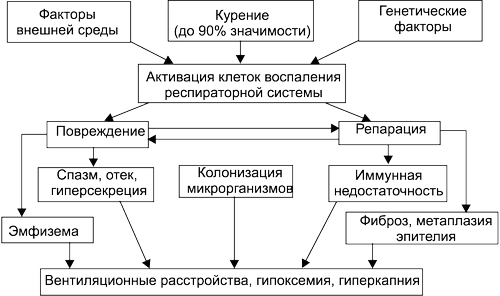 Факторы
внешней среды
Курение
(до 90% значимости)
Генетические
факторы
Активация клеток воспаления
респираторной системы
Повреждение
Репарация
Спазм, отек,
гиперсекреция
Колонизация
микрорганизмов
Иммунная
недостаточность
Эмфизема
Фиброз, метаплазия
эпителия
Вентиляционные расстройства, гипоксемия, гиперкапния